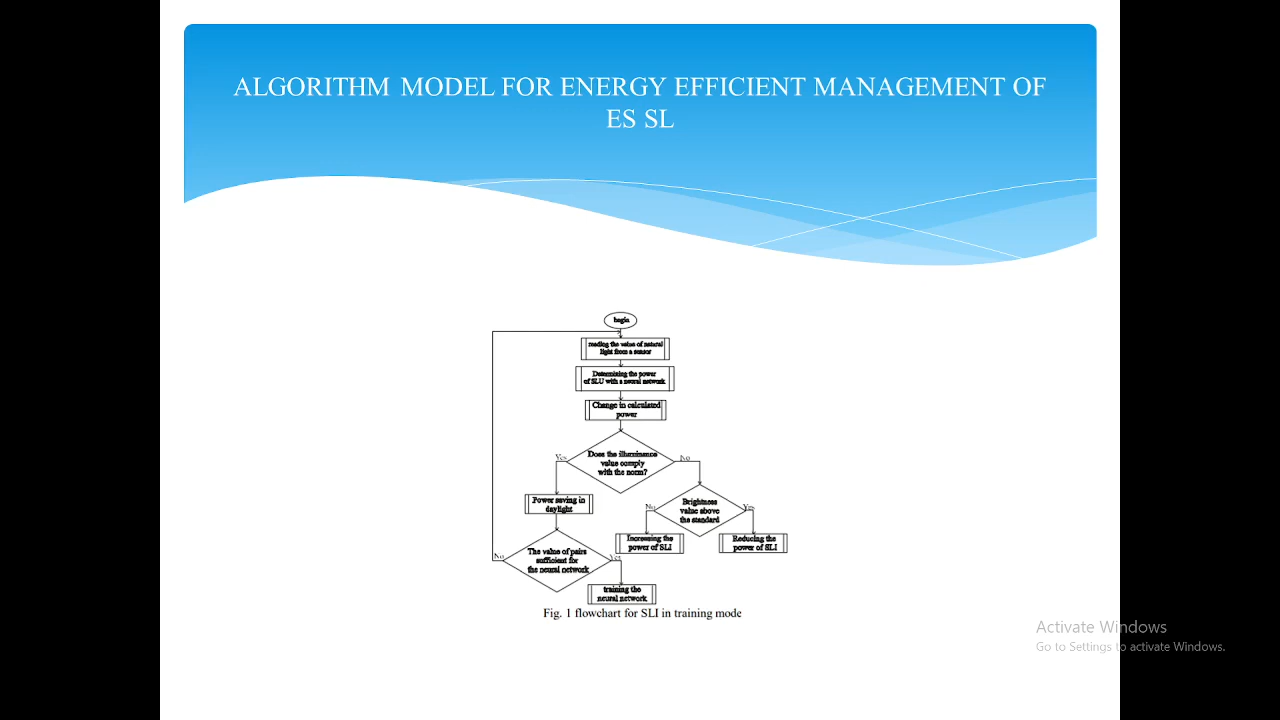 ALGORITHM MODEL FOR ENERGY EFFICIENT MANAGEMENT OF
ES SL
begin
reading the value of natural
light from a sensor
Determining the power
of SLU with a neural network
Change in calculated
power
Does the illuminance
value comply
with the norm?
Yes
No
Power saving in
daylight
Brightness
value above
the standard
No
Yes
Increasing the
power of SLI
Reducing the
power of SLI
The value of pairs
sufficient for
the neural network
No
Yes
training the
neural network
Fig. 1 flowchart for SLI in training mode
Activate Windows
Go to Settings to activate Windows.